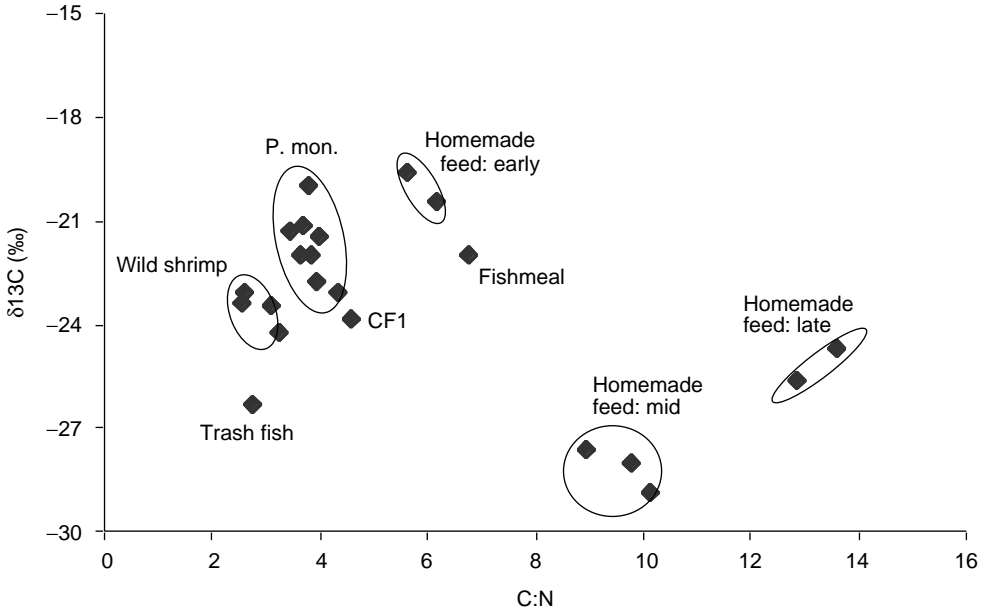 −15
−18
−21
−24
−27
−30
δ13C (‰)
P. mon.
Homemade
feed: early
Wild shrimp
Fishmeal
CF1
Homemade
feed: late
Trash fish
Homemade
feed: mid
0 2 4 6 8 10 12 14 16
C:N